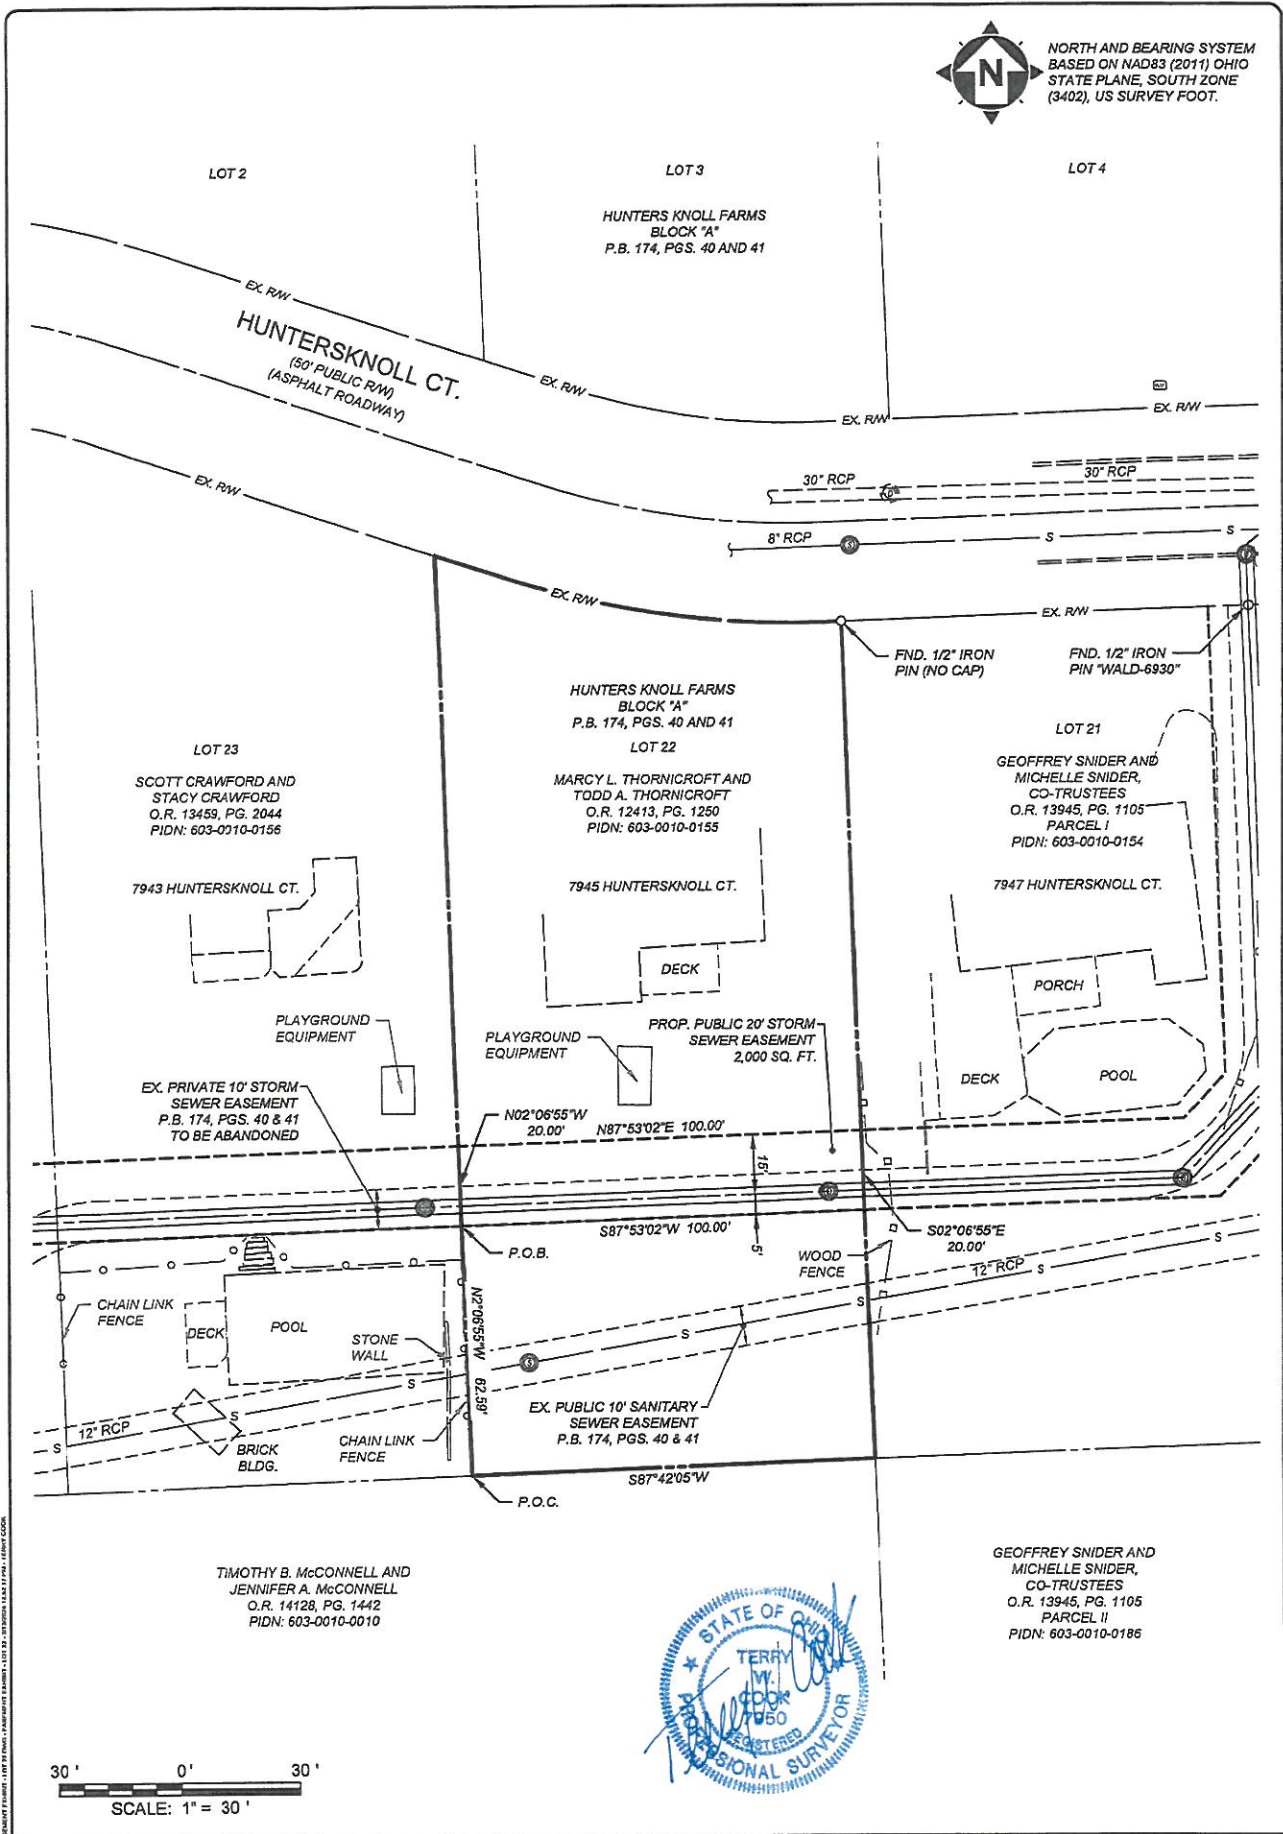 N
NORTH AND BEARING SYSTEM
BASED ON NAD83 (2011) OHIO
STATE PLANE, SOUTH ZONE
(3402), US SURVEY FOOT.
LOT 2
LOT 3
LOT 4
HUNTERS KNOLL FARMS
BLOCK "A"
P.B. 174, PGS. 40 AND 41
EX. R/W
HUNTERSKNOLL CT.
(50' PUBLIC R/W)
(ASPHALT ROADWAY)
EX. R/W
EX. R/W
EX. R/W
EX. R/W
30" RCP
30" RCP
8" RCP
S
S
S
EX. R/W
EX. R/W
FND. 1/2" IRON
PIN (NO CAP)
FND. 1/2" IRON
PIN "WALD-6930"
HUNTERS KNOLL FARMS
BLOCK "A"
P.B. 174, PGS. 40 AND 41
LOT 23
LOT 22
LOT 21
SCOTT CRAWFORD AND
STACY CRAWFORD
O.R. 13459, PG. 2044
PIDN: 603-0010-0156
MARCY L. THORNICROFT AND
TODD A. THORNICROFT
O.R. 12413, PG. 1250
PIDN: 603-0010-0155
GEOFFREY SNIDER AND
MICHELLE SNIDER,
CO-TRUSTEES
O.R. 13945, PG. 1105
PARCEL I
PIDN: 603-0010-0154
7943 HUNTERSKNOLL CT.
7945 HUNTERSKNOLL CT.
7947 HUNTERSKNOLL CT.
DECK
PORCH
PLAYGROUND
EQUIPMENT
PLAYGROUND
EQUIPMENT
PROP. PUBLIC 20' STORM
SEWER EASEMENT
2,000 SQ. FT.
DECK
POOL
EX. PRIVATE 10' STORM
SEWER EASEMENT
P.B. 174, PGS. 40 & 41
TO BE ABANDONED
N02°06'55"W
20.00'
N87°53'02"E 100.00'
15'
S87°53'02"W 100.00'
5'
S02°06'55"E
20.00'
P.O.B.
WOOD
FENCE
12" RCP
S
S
CHAIN LINK
FENCE
DECK
POOL
STONE
WALL
N2°06'55"W 62.59'
S
S
S
S
S
12" RCP
S
S
BRICK
BLDG.
CHAIN LINK
FENCE
EX. PUBLIC 10' SANITARY
SEWER EASEMENT
P.B. 174, PGS. 40 & 41
S87°42'05"W
P.O.C.
TIMOTHY B. McCONNELL AND
JENNIFER A. McCONNELL
O.R. 14128, PG. 1442
PIDN: 603-0010-0010
GEOFFREY SNIDER AND
MICHELLE SNIDER,
CO-TRUSTEES
O.R. 13945, PG. 1105
PARCEL II
PIDN: 603-0010-0186
STATE OF OHIO
TERRY
W.
COOK
7950
REGISTERED
PROFESSIONAL SURVEYOR
30 ' 0' 30 '
SCALE: 1" = 30 '